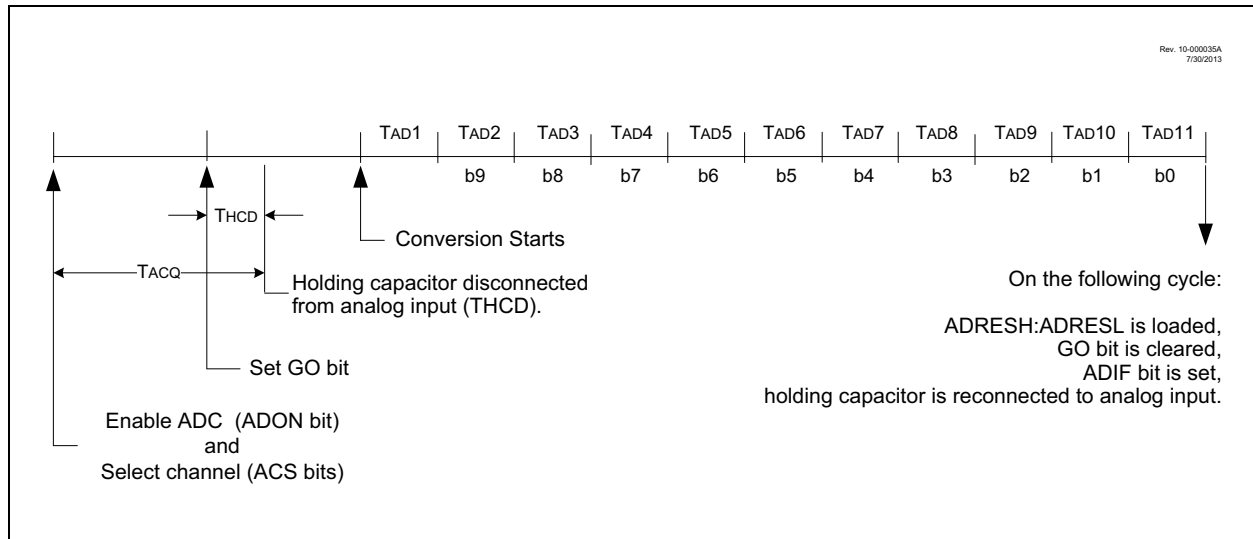 Rev. 10-000035A
7/30/2013
TAD1 TAD2 TAD3 TAD4 TAD5 TAD6 TAD7 TAD8 TAD9 TAD10 TAD11
b9 b8 b7 b6 b5 b4 b3 b2 b1 b0
THCD
Conversion Starts
TACQ
Holding capacitor disconnected
from analog input (THCD).
Set GO bit
Enable ADC (ADON bit)
and
Select channel (ACS bits)
On the following cycle:
ADRESH:ADRESL is loaded,
GO bit is cleared,
ADIF bit is set,
holding capacitor is reconnected to analog input.